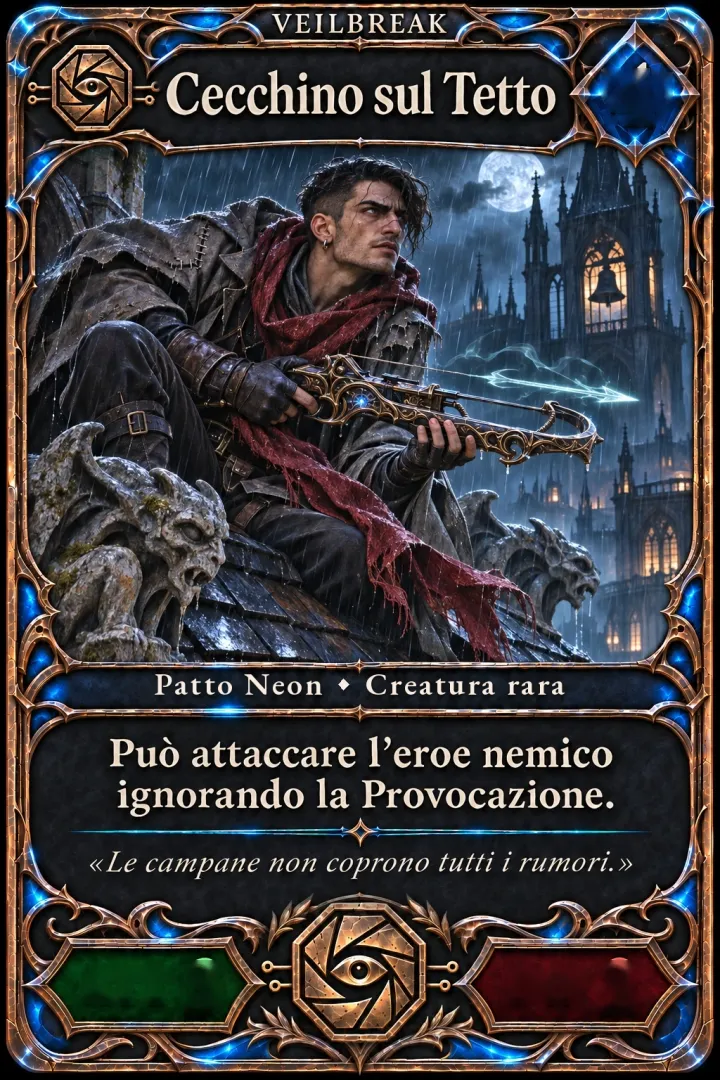 VEILBREAK
Cecchino sul Tetto
Patto Neon ◆ Creatura rara
Può attaccare l'eroe nemico
ignorando la Provocazione.
«Le campane non coprono tutti i rumori.»